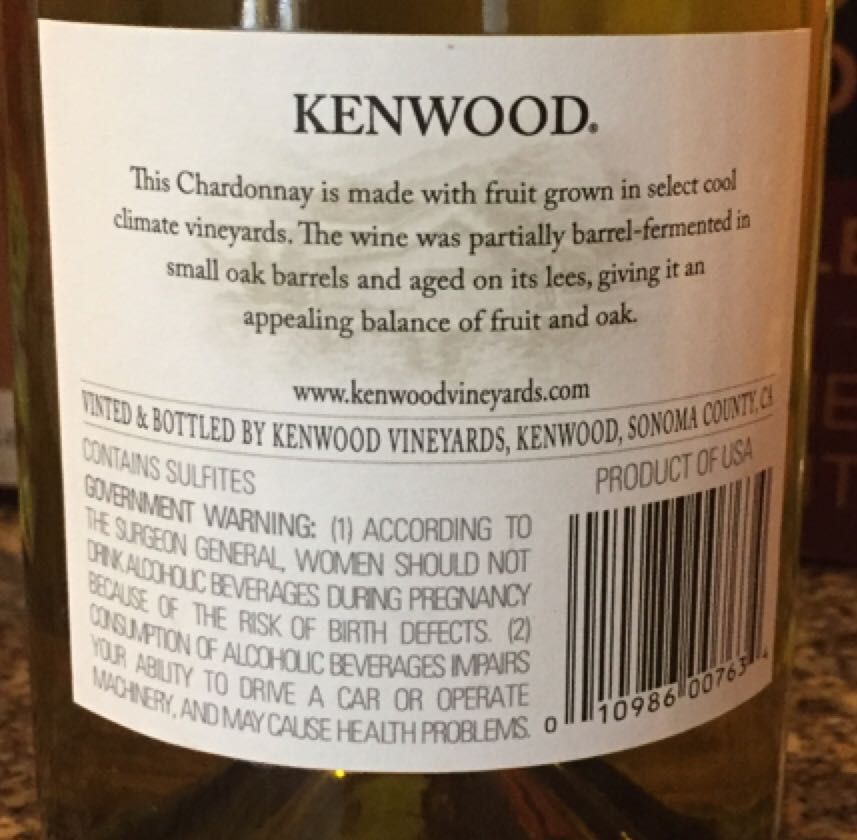 KENWOOD®
This Chardonnay is made with fruit grown in select cool
climate vineyards. The wine was partially barrel-fermented in
small oak barrels and aged on its lees, giving it an
appealing balance of fruit and oak.
www.kenwoodvineyards.com
VINTED & BOTTLED BY KENWOOD VINEYARDS, KENWOOD, SONOMA COUNTY, CA
CONTAINS SULFITES
PRODUCT OF USA
GOVERNMENT WARNING: (1) ACCORDING TO
THE SURGEON GENERAL, WOMEN SHOULD NOT
DRINK ALCOHOLIC BEVERAGES DURING PREGNANCY
BECAUSE OF THE RISK OF BIRTH DEFECTS. (2)
CONSUMPTION OF ALCOHOLIC BEVERAGES IMPAIRS
YOUR ABILITY TO DRIVE A CAR OR OPERATE
MACHINERY, AND MAY CAUSE HEALTH PROBLEMS.
0 10986 00763 4